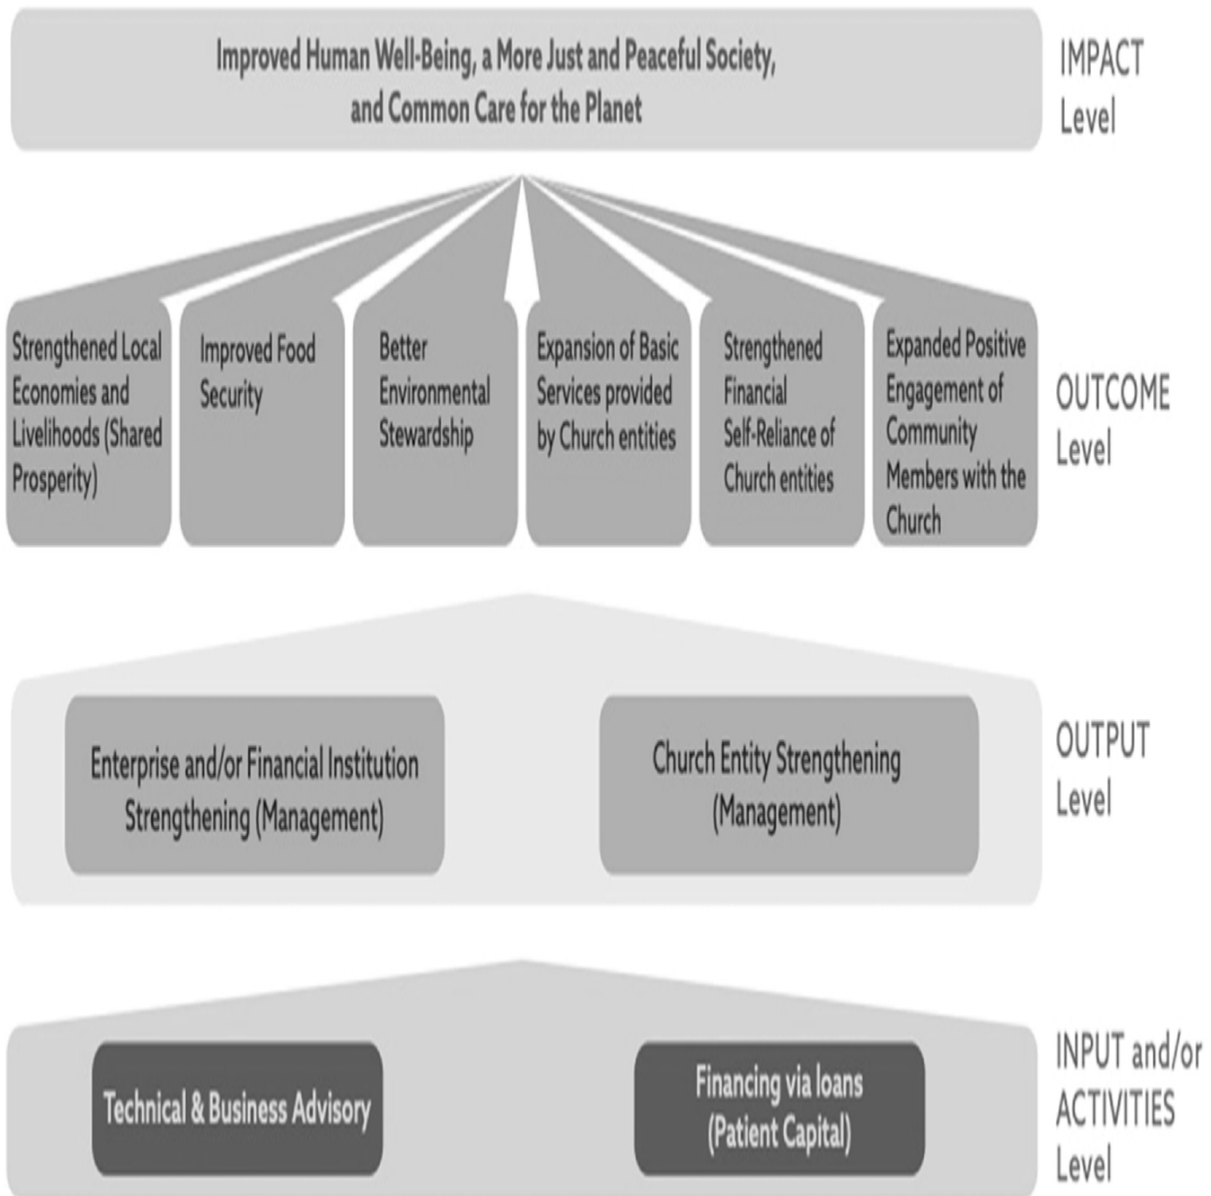 Improved Human Well-Being, a More Just and Peaceful Society,
and Common Care for the Planet
IMPACT
Level
Strengthened Local
Economies and
Livelihoods (Shared
Prosperity)
Improved Food
Security
Better
Environmental
Stewardship
Expansion of Basic
Services provided
by Church entities
Strengthened
Financial
Self-Reliance of
Church entities
Expanded Positive
Engagement of
Community
Members with the
Church
OUTCOME
Level
Enterprise and/or Financial Institution
Strengthening (Management)
Church Entity Strengthening
(Management)
OUTPUT
Level
Technical & Business Advisory
Financing via loans
(Patient Capital)
INPUT and/or
ACTIVITIES
Level